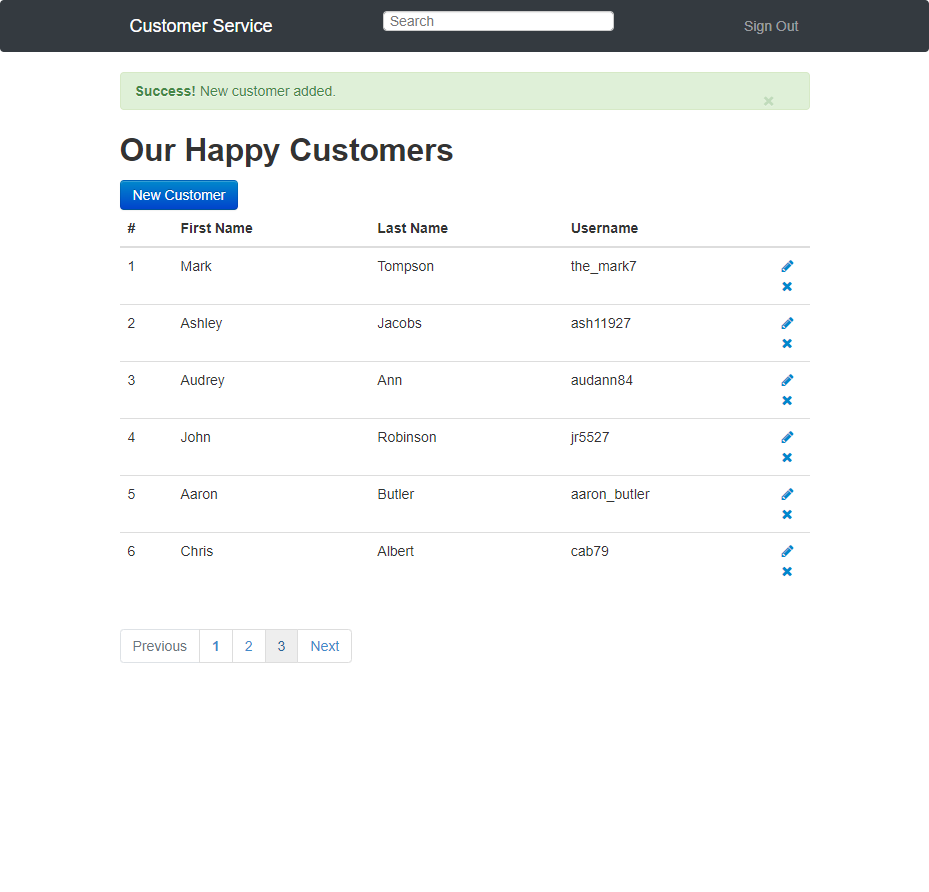 Customer Service Search Sign Out
Success! New customer added. ×
Our Happy Customers
New Customer
# First Name Last Name Username
1 Mark Tompson the_mark7
2 Ashley Jacobs ash11927
3 Audrey Ann audann84
4 John Robinson jr5527
5 Aaron Butler aaron_butler
6 Chris Albert cab79
Previous 1 2 3 Next